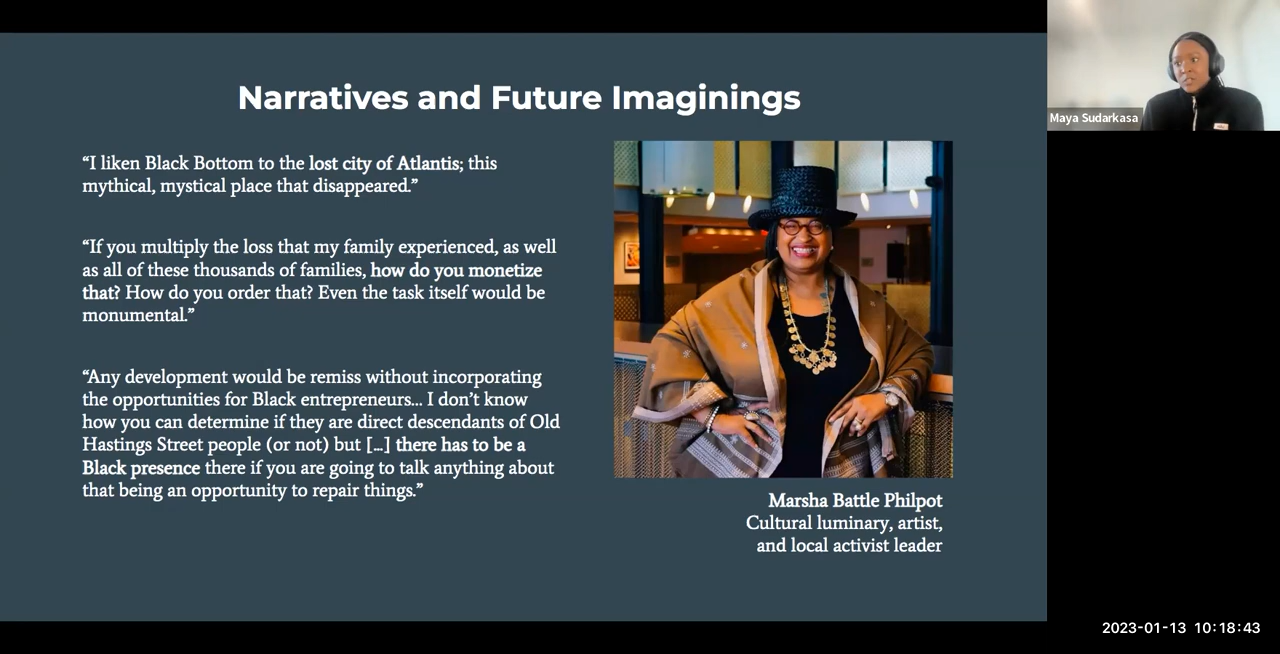 Narratives and Future Imaginings
“I liken Black Bottom to the lost city of Atlantis; this
mythical, mystical place that disappeared.”
“If you multiply the loss that my family experienced, as well
as all of these thousands of families, how do you monetize
that? How do you order that? Even the task itself would be
monumental.”
“Any development would be remiss without incorporating
the opportunities for Black entrepreneurs... I don’t know
how you can determine if they are direct descendants of Old
Hastings Street people (or not) but [...] there has to be a
Black presence there if you are going to talk anything about
that being an opportunity to repair things.”
Marsha Battle Philpot
Cultural luminary, artist,
and local activist leader
Maya Sudarkasa
2023-01-13 10:18:43